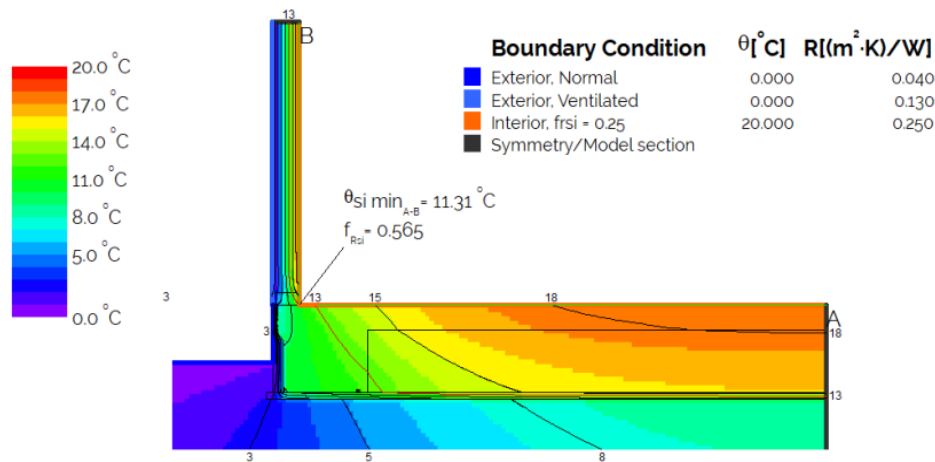 13
B
Boundary Condition θ[°C] R[(m²·K)/W]
Exterior, Normal 0.000 0.040
Exterior, Ventilated 0.000 0.130
Interior, frsi = 0.25 20.000 0.250
Symmetry/Model section
20.0 °C
17.0 °C
14.0 °C
11.0 °C
8.0 °C
5.0 °C
0.0 °C
θsi min A-B = 11.31 °C
fRsi = 0.565
3
13 15 18
A
3
18
13
3 5 8